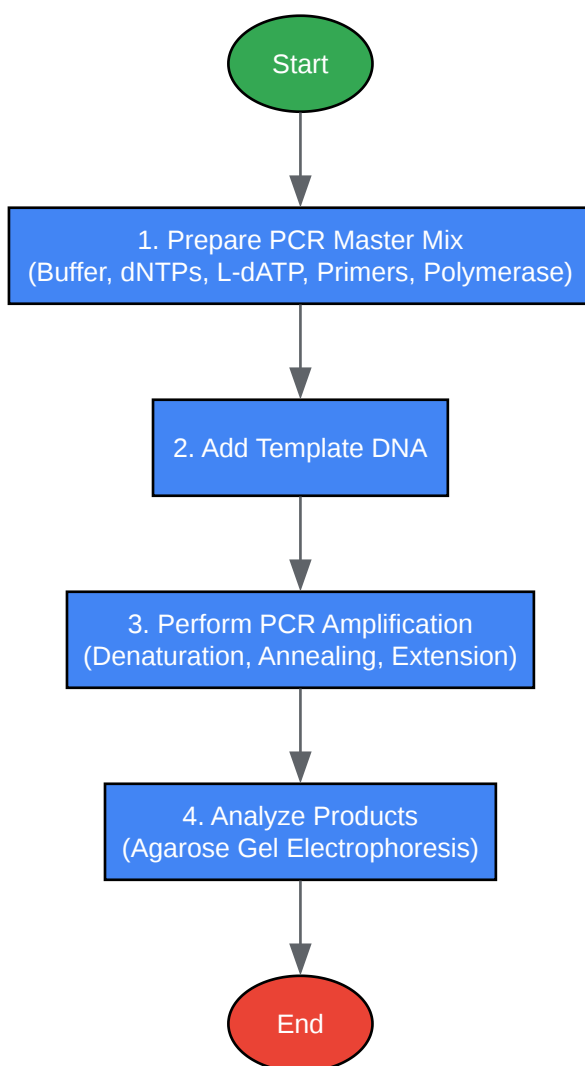 Start
1. Prepare PCR Master Mix
(Buffer, dNTPs, L-dATP, Primers, Polymerase)
2. Add Template DNA
3. Perform PCR Amplification
(Denaturation, Annealing, Extension)
4. Analyze Products
(Agarose Gel Electrophoresis)
End